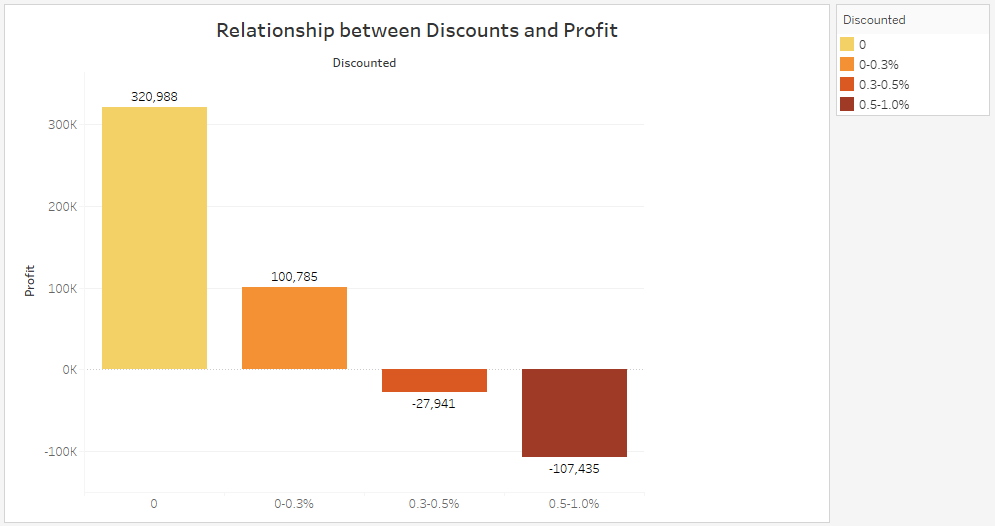 Relationship between Discounts and Profit
Discounted
320,988
300K
200K
100,785
100K
Profit
0K
-27,941
-100K
-107,435
0
0-0.3%
0.3-0.5%
0.5-1.0%
Discounted
0
0-0.3%
0.3-0.5%
0.5-1.0%